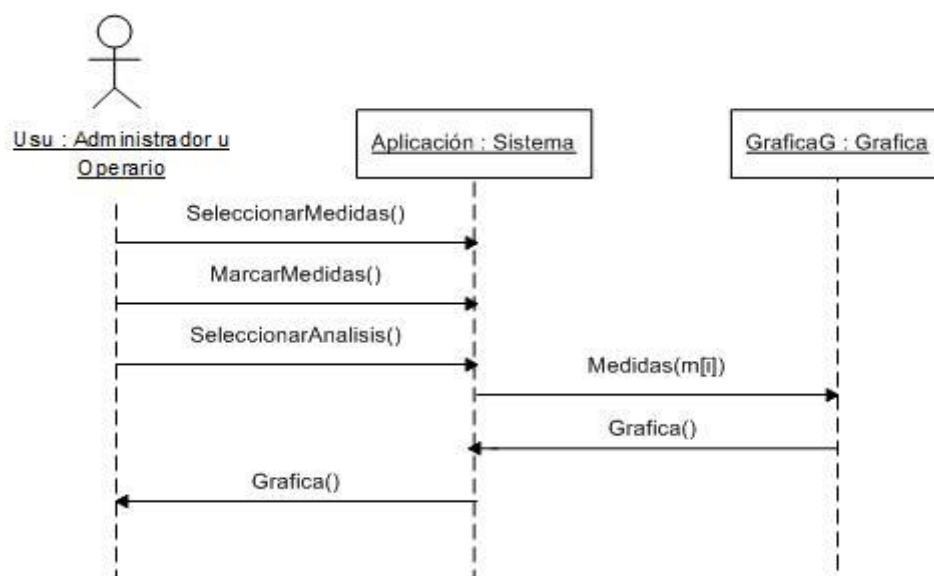 Usu : Administrador u
Operario
Aplicación : Sistema
GraficaG : Grafica
SeleccionarMedidas()
MarcarMedidas()
SeleccionarAnalisis()
Medidas(m[i])
Grafica()
Grafica()